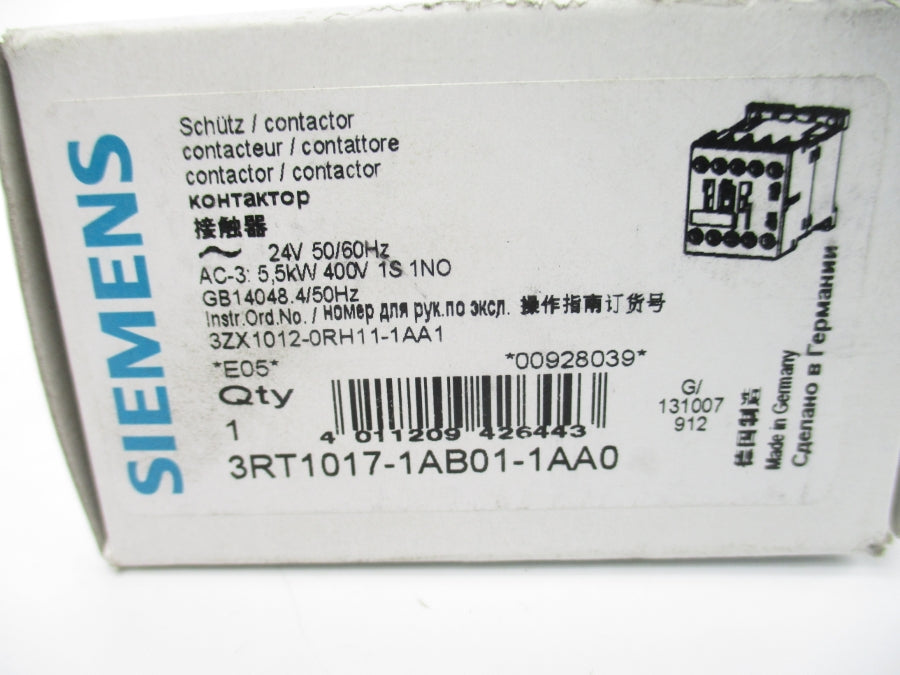 SIEMENS
Schütz / contactor
contacteur / contattore
contactor / contactor
контактор
接触器
~ 24V 50/60Hz
AC-3: 5,5kW 400V 1S 1NO
GB14048.4/50Hz
Instr.Ord.No. / номер для рук.по экспл. 操作指南订货号
3ZX1012-0RH11-1AA1
*E05* *00928039*
Qty
1
4 011209 426443
3RT1017-1AB01-1AA0
G/
131007
912
德国制造
Made in Germany
Сделано в Германии